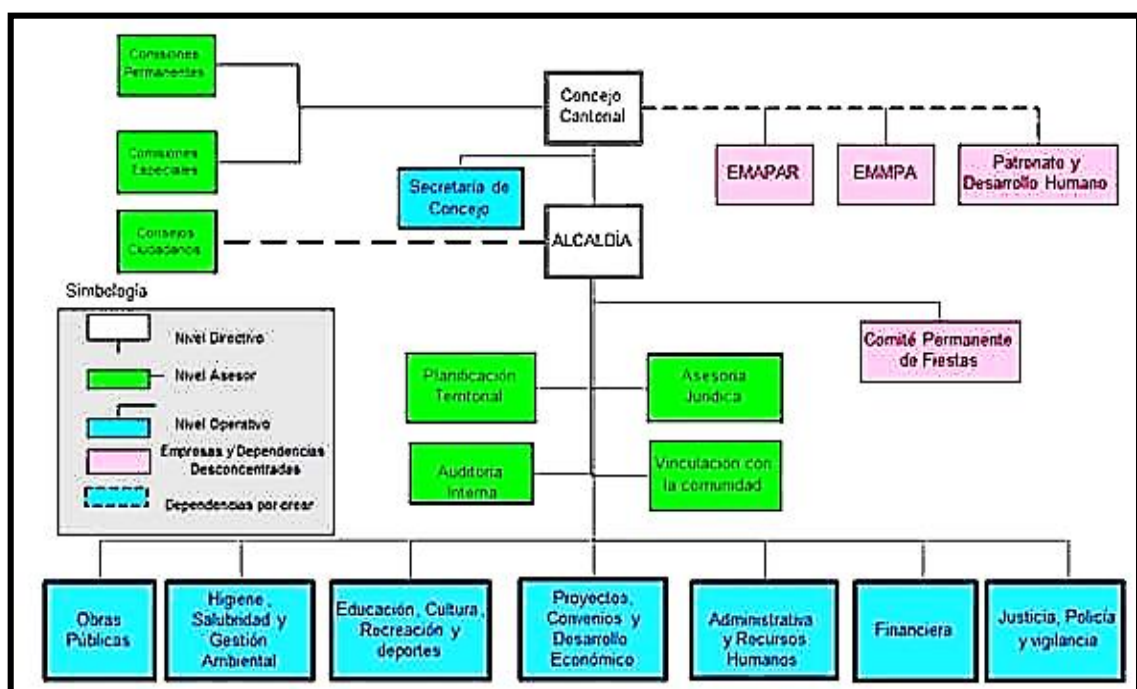 Comisiones
Permanentes
Concejo
Cantonal
Comisiones
Especiales
EMAPAR
EMMPA
Patronato y
Desarrollo Humano
Secretaría de
Concejo
Consejos
Ciudadanos
ALCALDÍA
Simbología
Nivel Directivo
Nivel Asesor
Nivel Operativo
Empresas y Dependencias
Desconcentradas
Dependencias por crear
Comité Permanente
de Fiestas
Planificación
Territorial
Asesoría
Jurídica
Auditoría
Interna
Vinculación con
la comunidad
Obras
Públicas
Higiene,
Salubridad y
Gestión
Ambiental
Educación, Cultura,
Recreación y
deportes
Proyectos,
Convenios y
Desarrollo
Económico
Administrativa
y Recursos
Humanos
Financiera
Justicia, Policía
y vigilancia